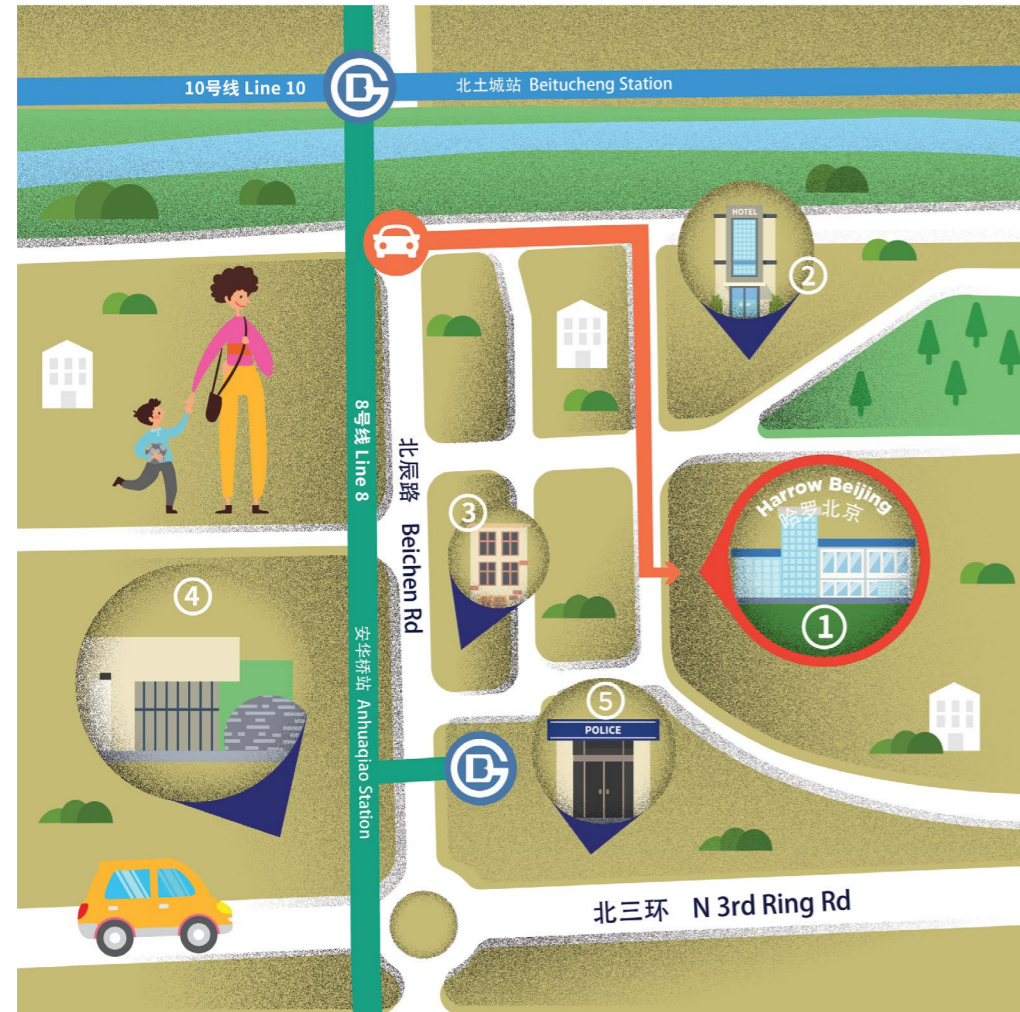 10号线 Line 10
北土城站 Beitucheng Station
HOTEL
②
8号线 Line 8
北辰路 Beichen Rd
③
Harrow Beijing
哈罗北京
①
④
安华桥站 Anhuaqiao Station
⑤
POLICE
北三环 N 3rd Ring Rd